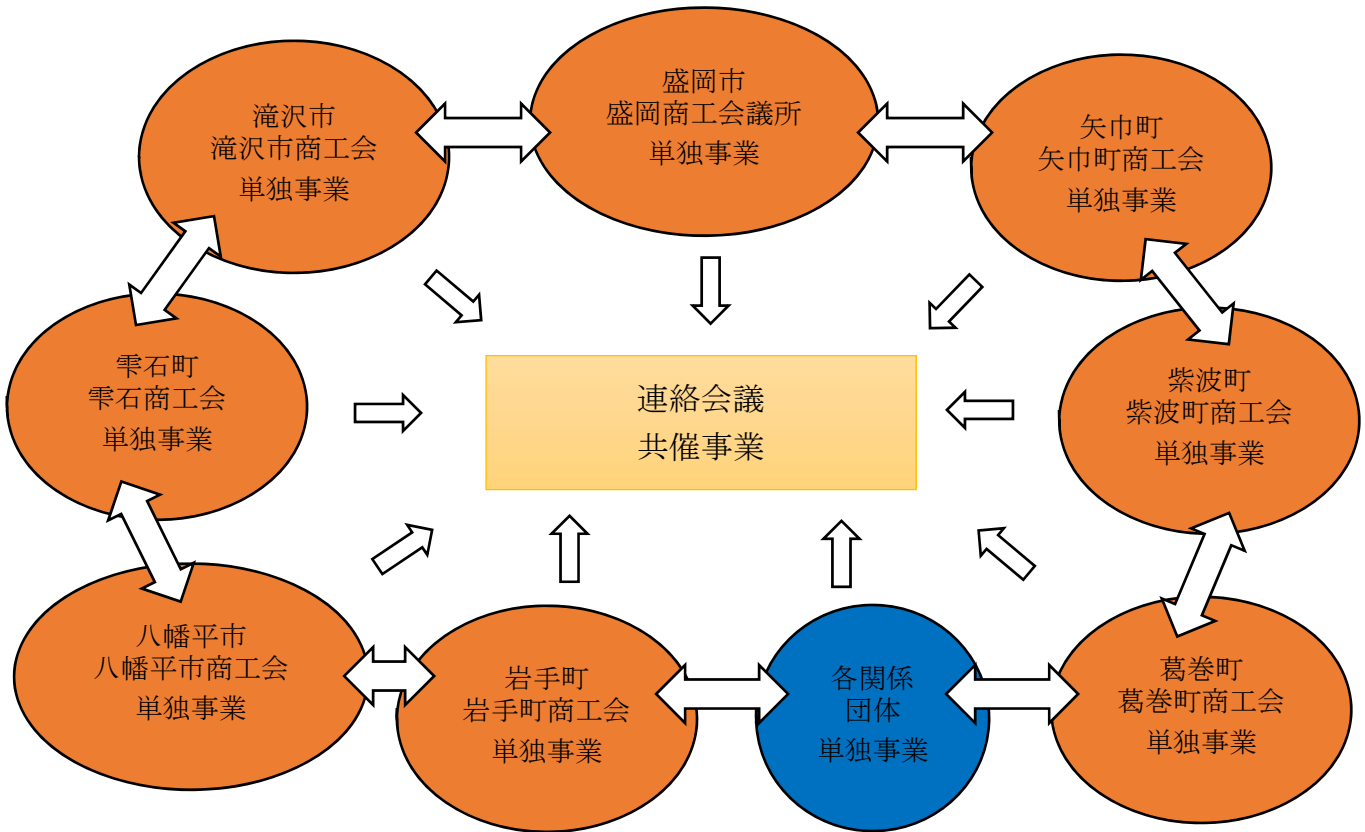 盛岡市
盛岡商工会議所
単独事業
滝沢市
滝沢市商工会
単独事業
矢巾町
矢巾町商工会
単独事業
雫石町
雫石商工会
単独事業
連絡会議
共催事業
紫波町
紫波町商工会
単独事業
八幡平市
八幡平市商工会
単独事業
岩手町
岩手町商工会
単独事業
各関係
団体
単独事業
葛巻町
葛巻町商工会
単独事業